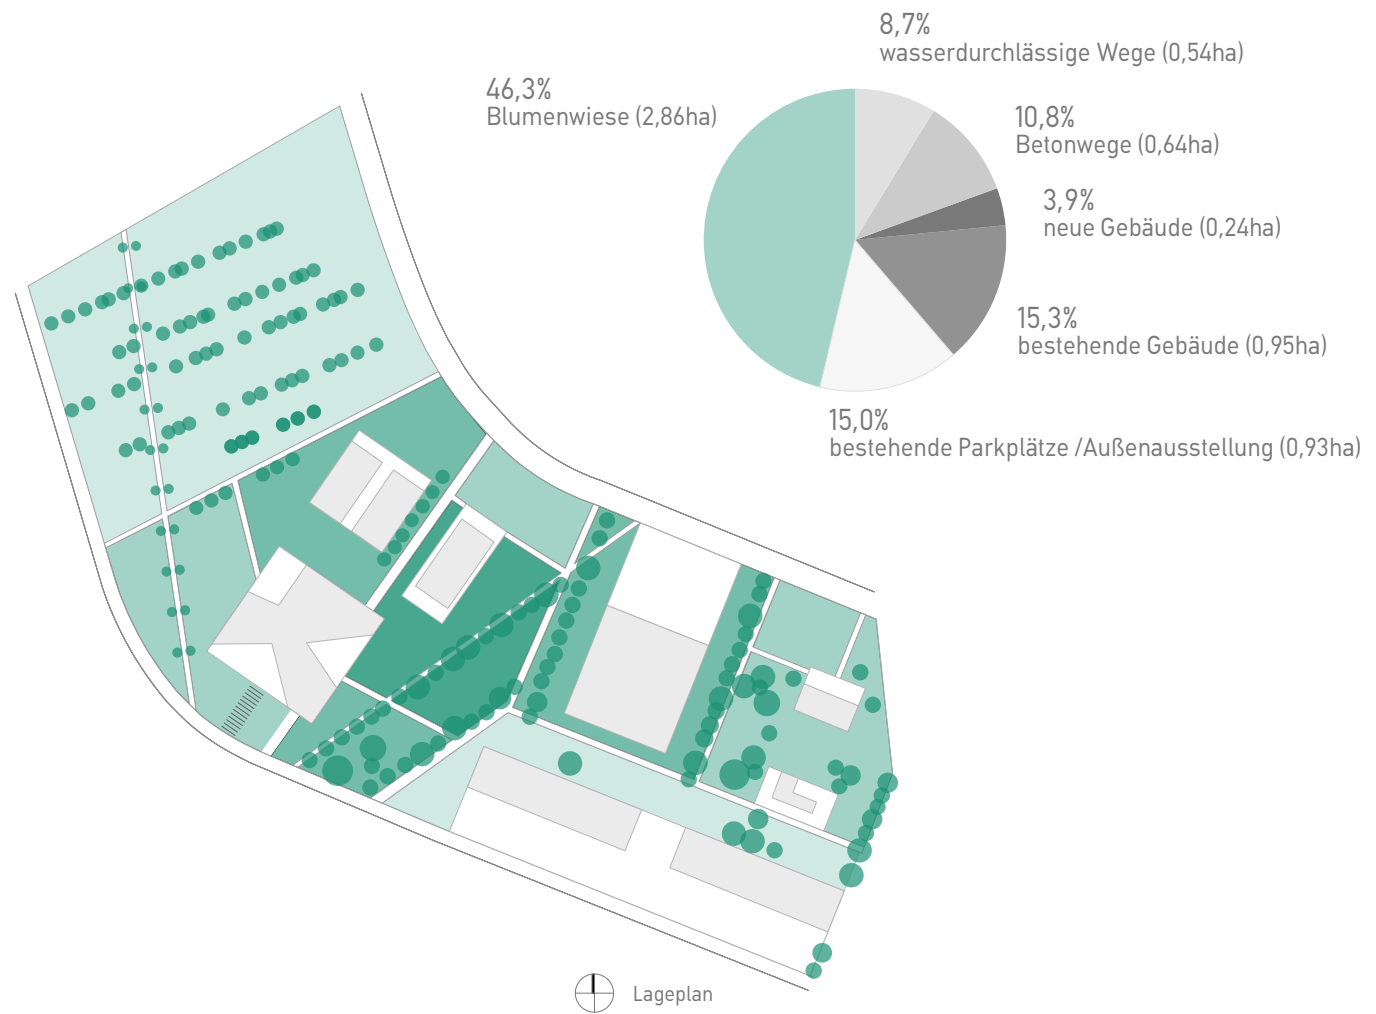 8,7%
wasserdurchlässige Wege (0,54ha)
46,3%
Blumenwiese (2,86ha)
10,8%
Betonwege (0,64ha)
3,9%
neue Gebäude (0,24ha)
15,3%
bestehende Gebäude (0,95ha)
15,0%
bestehende Parkplätze /Außenausstellung (0,93ha)
Lageplan